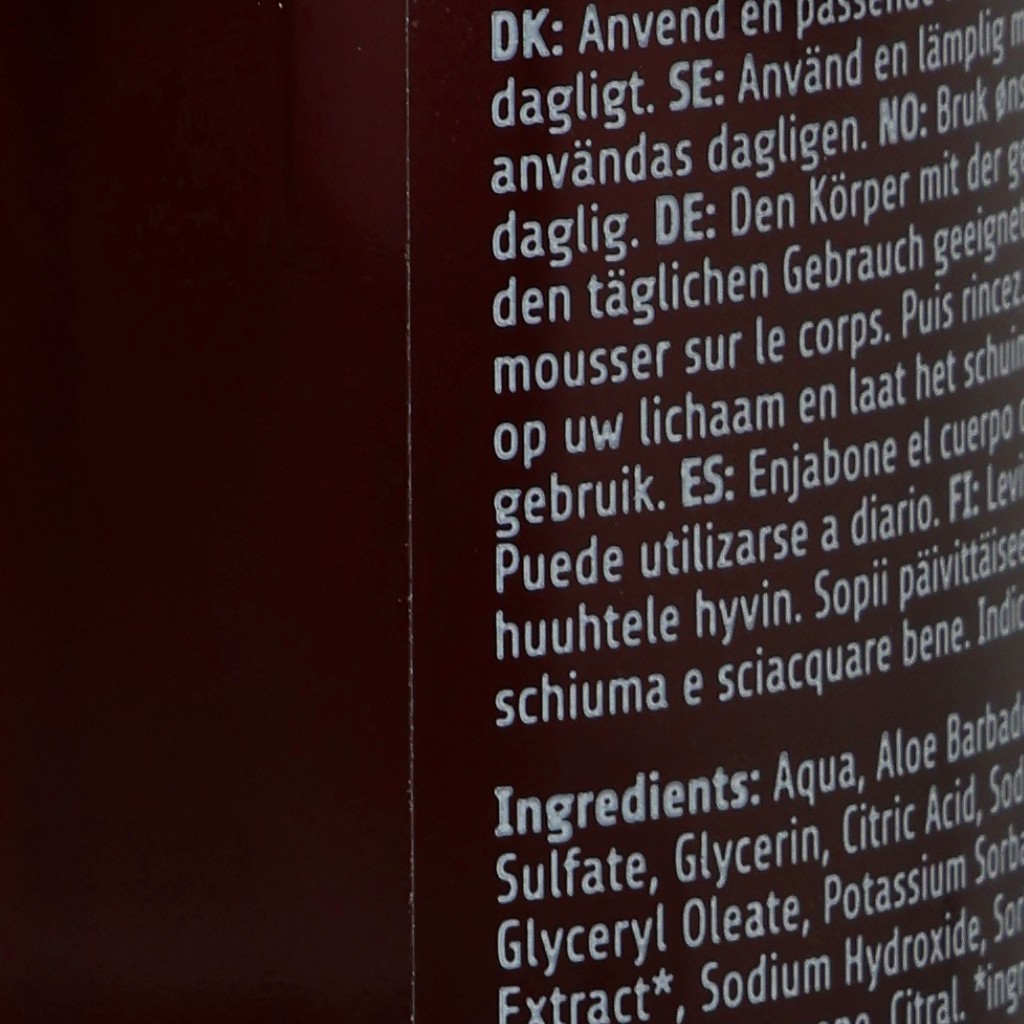 DK: Anvend en
dagligt. SE: Använd en lämplig
användas dagligen. NO: Bruk
daglig. DE: Den Körper mit der
den täglichen Gebrauch
mousser sur le corps. Puis rincez.
op uw lichaam en laat het
gebruik. ES: Enjabone el cuerpo
Puede utilizarse a diario. FI:
huuhtele hyvin. Sopii
schiuma e sciacquare bene.
Ingredients: Aqua, Aloe
Sulfate, Glycerin, Citric Acid,
Glyceryl Oleate, Potassium
Extract*, Sodium Hydroxide,
Citral.